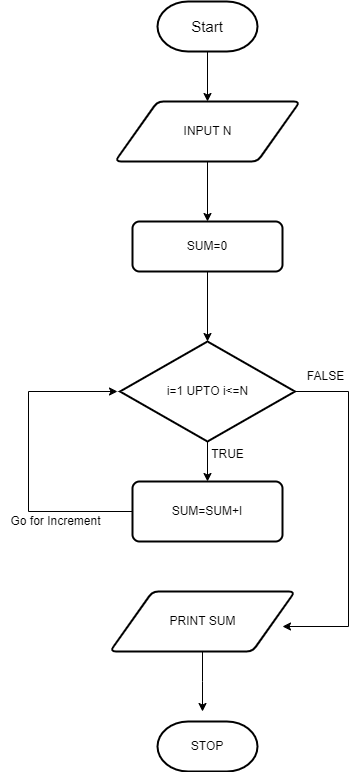 Start
INPUT N
SUM=0
i=1 UPTO i<=N
FALSE
TRUE
SUM=SUM+I
Go for Increment
PRINT SUM
STOP